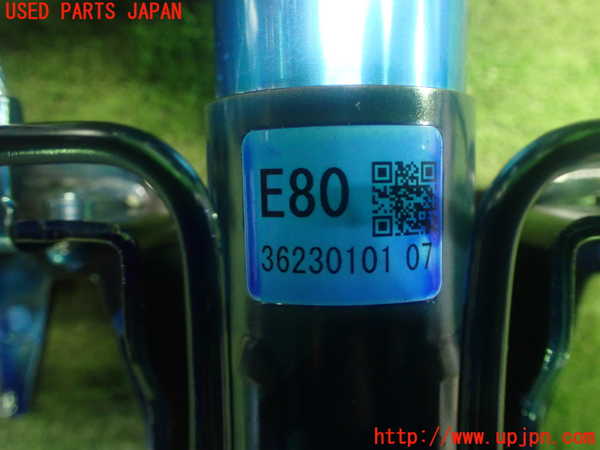 USED PARTS JAPAN
E80
36230101 07
http://www.upjpn.com